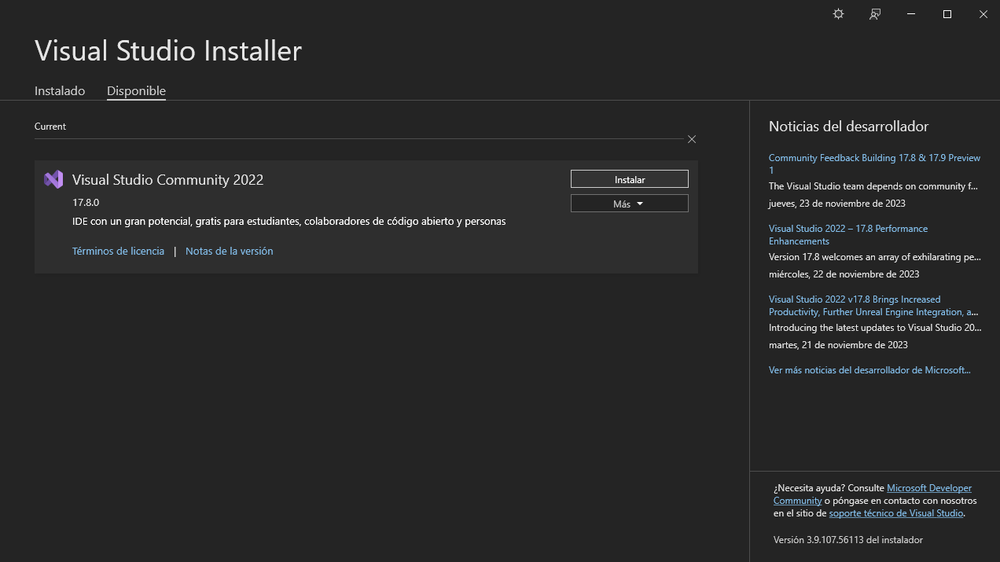 Visual Studio Installer
Instalado
Disponible
Current
Visual Studio Community 2022
17.8.0
IDE con un gran potencial, gratis para estudiantes, colaboradores de código abierto y personas
Términos de licencia | Notas de la versión
Instalar
Más
Noticias del desarrollador
Community Feedback Building 17.8 & 17.9 Preview
1
The Visual Studio team depends on community f...
jueves, 23 de noviembre de 2023
Visual Studio 2022 – 17.8 Performance
Enhancements
Version 17.8 welcomes an array of exhilarating pe...
miércoles, 22 de noviembre de 2023
Visual Studio 2022 v17.8 Brings Increased
Productivity, Further Unreal Engine Integration, a...
Introducing the latest updates to Visual Studio 20...
martes, 21 de noviembre de 2023
Ver más noticias del desarrollador de Microsoft...
¿Necesita ayuda? Consulte Microsoft Developer
Community o póngase en contacto con nosotros
en el sitio de soporte técnico de Visual Studio.
Versión 3.9.107.56113 del instalador